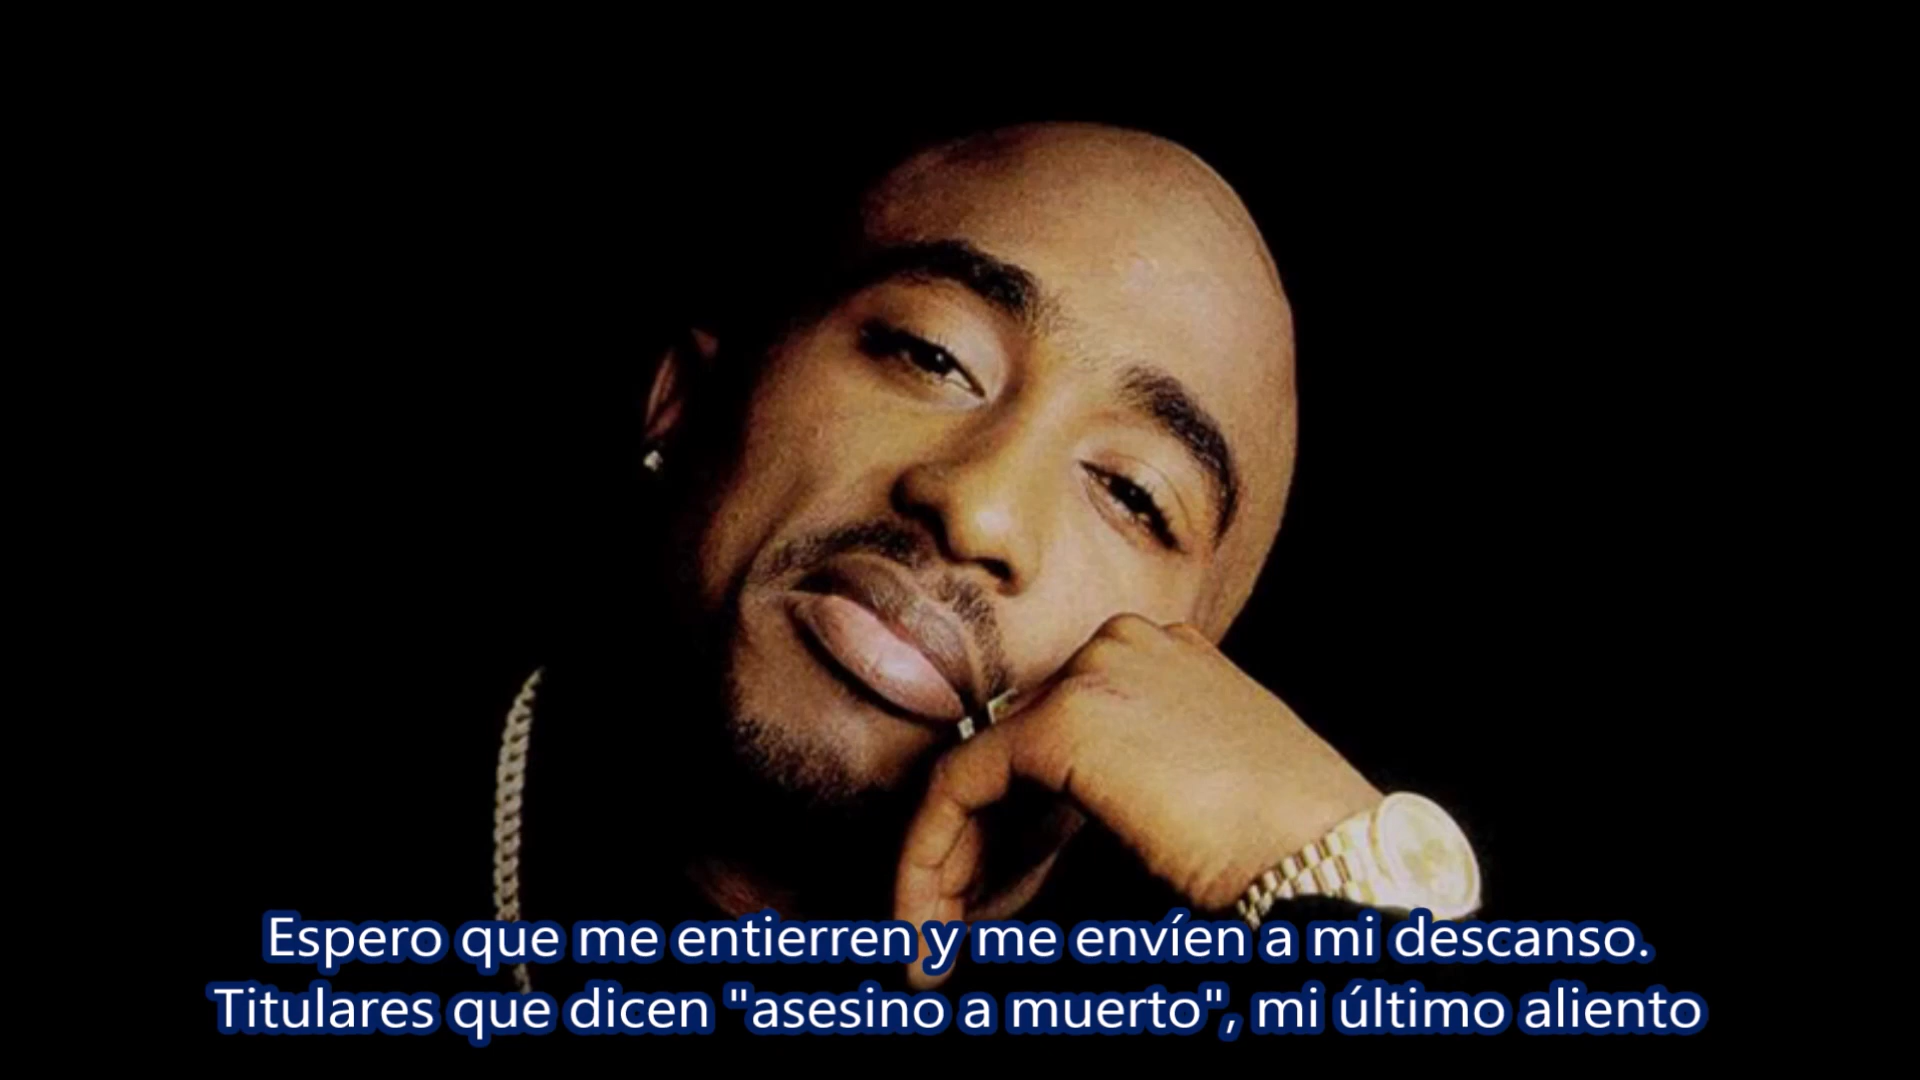 Espero que me entierren y me envíen a mi descanso.
Titulares que dicen "asesino a muerto", mi último aliento